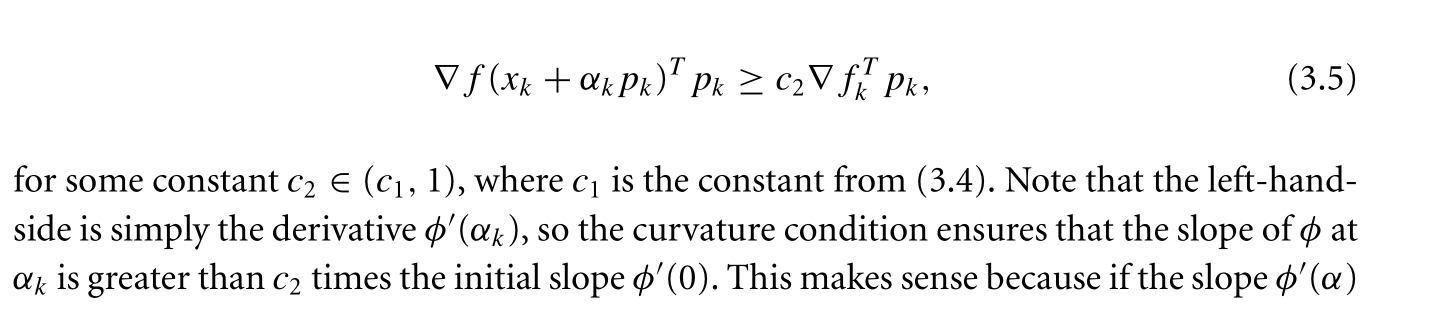 ∇f(xₖ + αₖpₖ)ᵀpₖ ≥ c₂∇fₖᵀpₖ, (3.5)
for some constant c₂ ∈ (c₁, 1), where c₁ is the constant from (3.4). Note that the left-hand-
side is simply the derivative ϕ′(αₖ), so the curvature condition ensures that the slope of ϕ at
αₖ is greater than c₂ times the initial slope ϕ′(0). This makes sense because if the slope ϕ′(α)